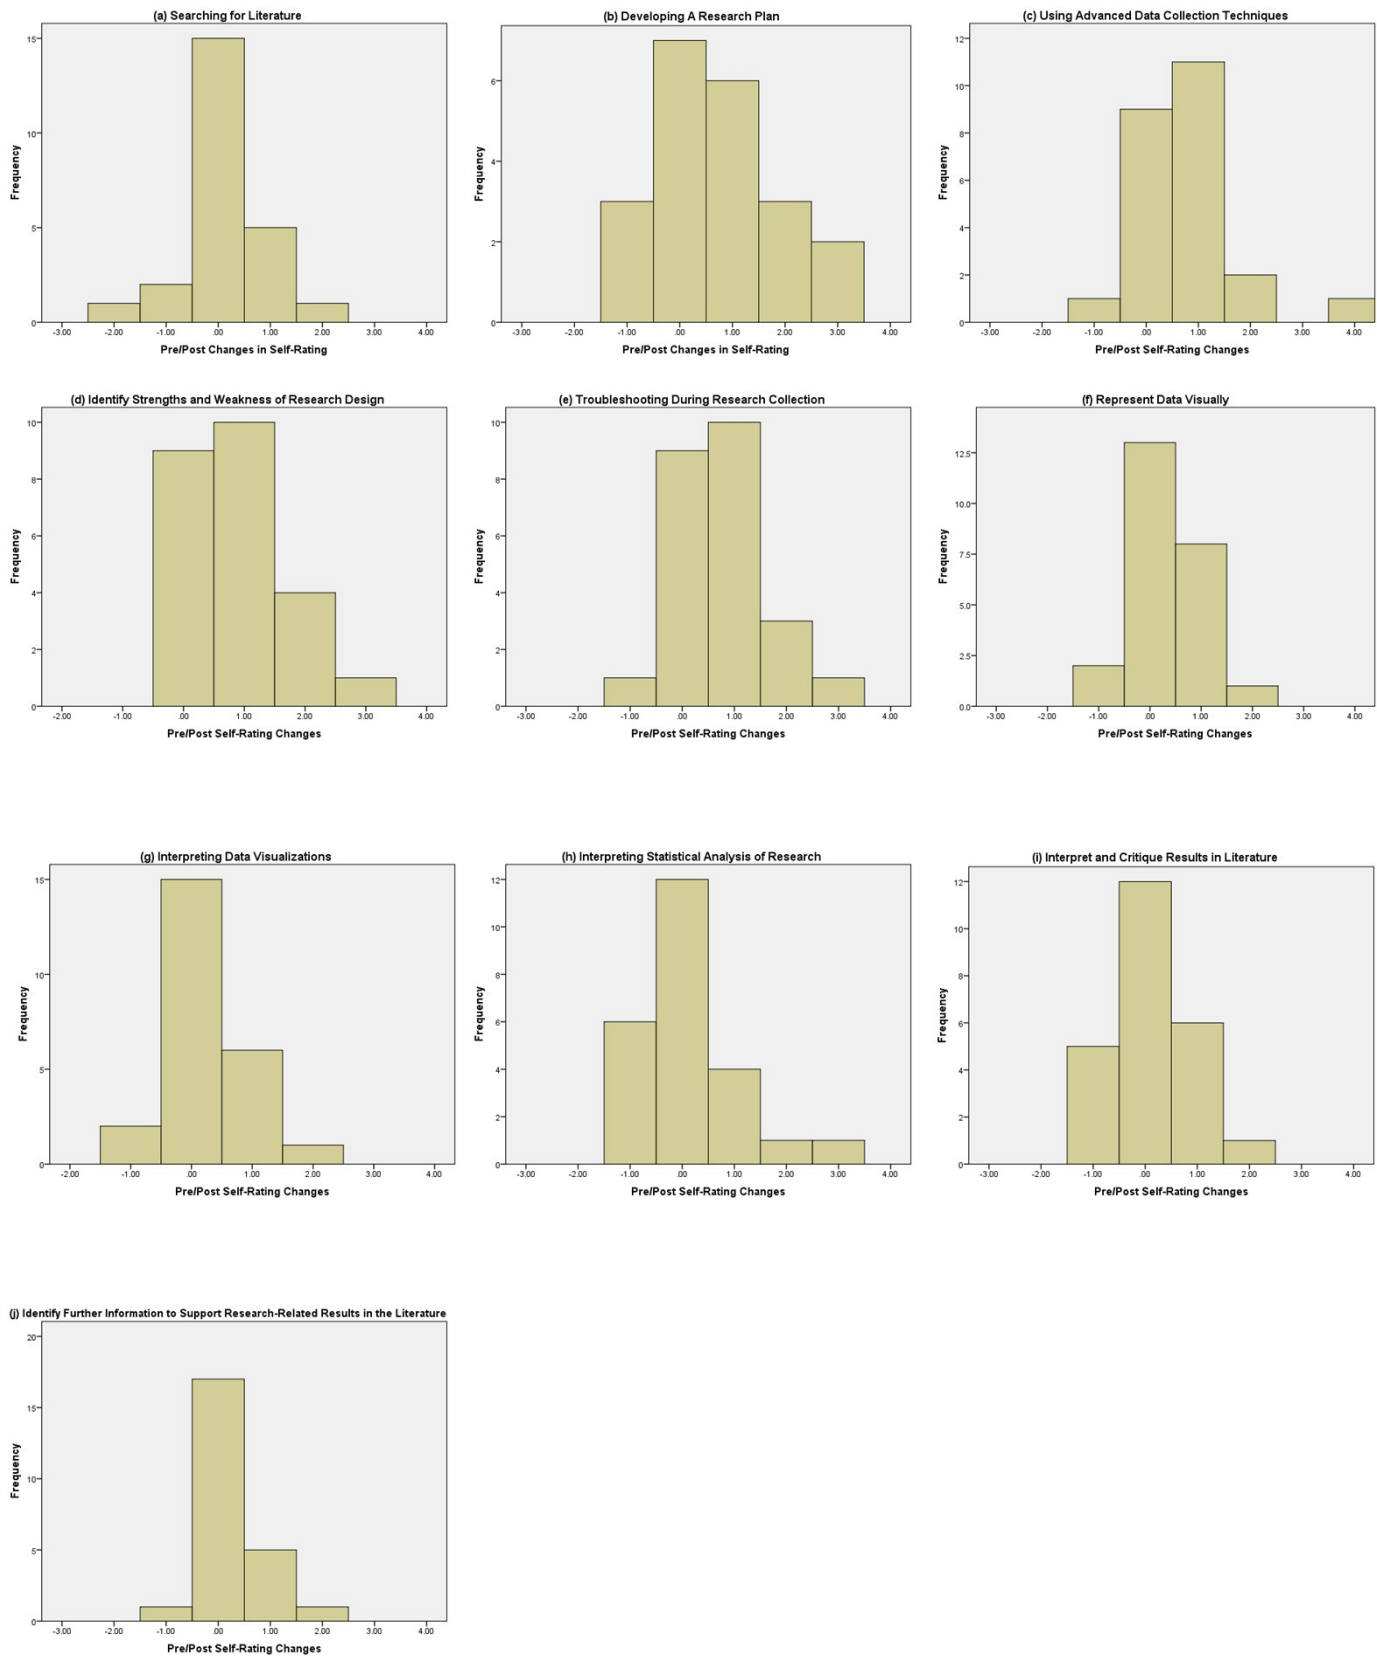 (a) Searching for Literature
15
10
5
0
Frequency
-3.00 -2.00 -1.00 .00 1.00 2.00 3.00 4.00
Pre/Post Changes in Self-Rating
(b) Developing A Research Plan
6
4
2
0
Frequency
-3.00 -2.00 -1.00 .00 1.00 2.00 3.00 4.00
Pre/Post Changes in Self-Rating
(c) Using Advanced Data Collection Techniques
12
10
8
6
4
2
0
Frequency
-3.00 -2.00 -1.00 .00 1.00 2.00 3.00 4.00
Pre/Post Self-Rating Changes
(d) Identify Strengths and Weakness of Research Design
10
8
6
4
2
0
Frequency
-2.00 -1.00 .00 1.00 2.00 3.00 4.00
Pre/Post Self-Rating Changes
(e) Troubleshooting During Research Collection
10
8
6
4
2
0
Frequency
-3.00 -2.00 -1.00 .00 1.00 2.00 3.00 4.00
Pre/Post Self-Rating Changes
(f) Represent Data Visually
12.5
10.0
7.5
5.0
2.5
0.0
Frequency
-3.00 -2.00 -1.00 .00 1.00 2.00 3.00 4.00
Pre/Post Self-Rating Changes
(g) Interpreting Data Visualizations
15
10
5
0
Frequency
-2.00 -1.00 .00 1.00 2.00 3.00 4.00
Pre/Post Self-Rating Changes
(h) Interpreting Statistical Analysis of Research
12
10
8
6
4
2
0
Frequency
-3.00 -2.00 -1.00 .00 1.00 2.00 3.00 4.00
Pre/Post Self-Rating Changes
(i) Interpret and Critique Results in Literature
12
10
8
6
4
2
0
Frequency
-3.00 -2.00 -1.00 .00 1.00 2.00 3.00 4.00
Pre/Post Self-Rating Changes
(j) Identify Further Information to Support Research-Related Results in the Literature
20
15
10
5
0
Frequency
-3.00 -2.00 -1.00 .00 1.00 2.00 3.00 4.00
Pre/Post Self-Rating Changes